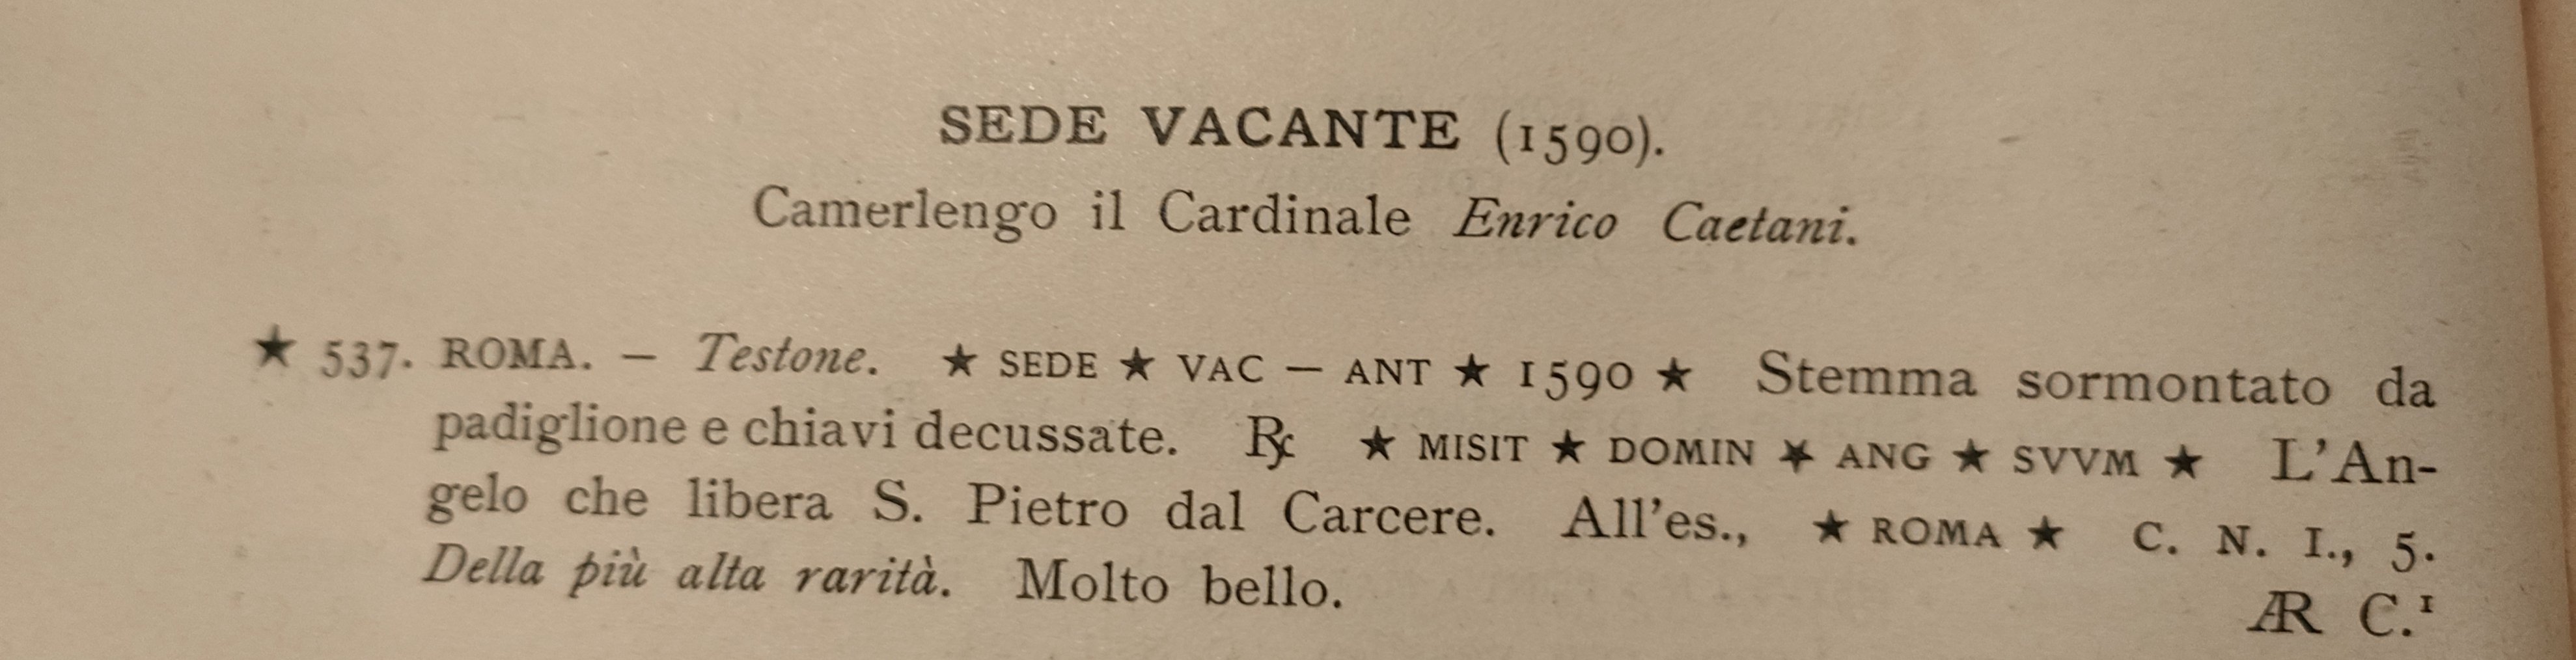 SEDE VACANTE (1590).
Camerlengo il Cardinale Enrico Caetani.
★ 537. ROMA. — Testone. ★ SEDE ★ VAC — ANT ★ 1590 ★ Stemma sormontato da
padiglione e chiavi decussate. ℞ ★ MISIT ★ DOMIN ★ ANG ★ SVVM ★ L'An-
gelo che libera S. Pietro dal Carcere. All'es., ★ ROMA ★ C. N. I., 5.
Della più alta rarità. Molto bello.
ÆR C.¹